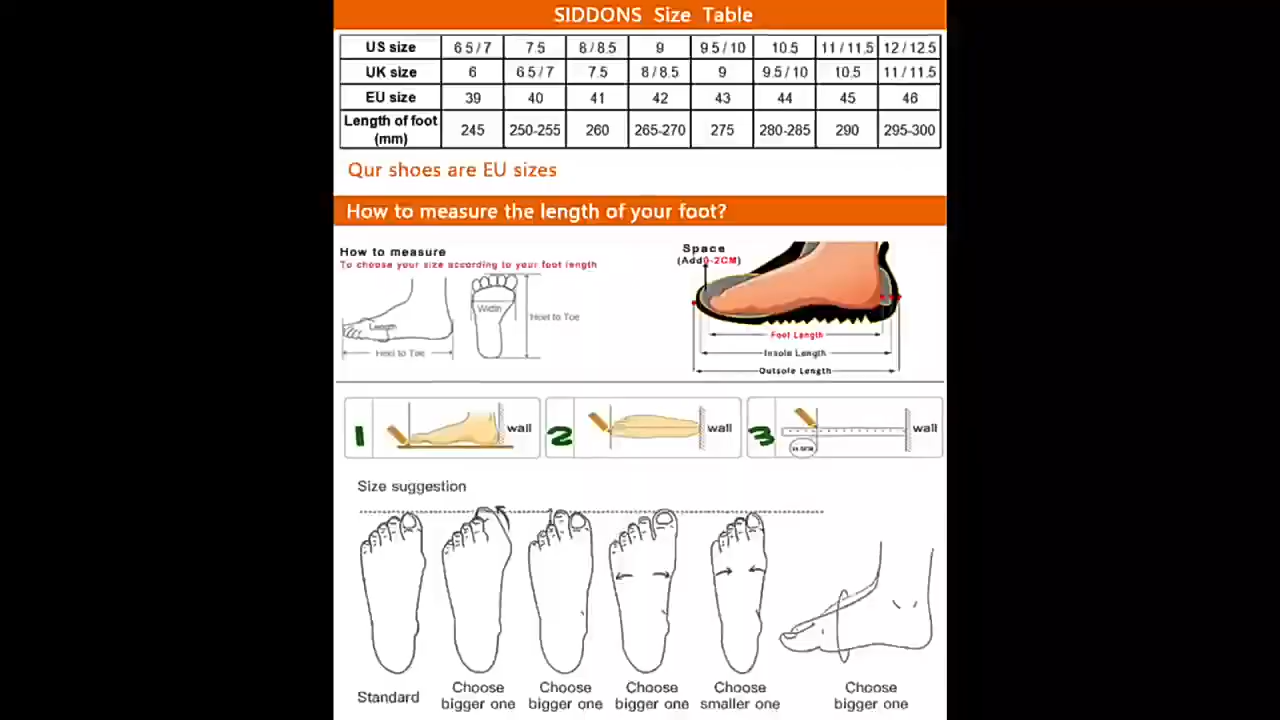 SIDDONS Size Table
US size 6.5/7 7.5 8/8.5 9 9.5/10 10.5 11/11.5 12/12.5
UK size 6 6.5/7 7.5 8/8.5 9 9.5/10 10.5 11/11.5
EU size 39 40 41 42 43 44 45 46
Length of foot
(mm) 245 250-255 260 265-270 275 280-285 290 295-300
Qur shoes are EU sizes
How to measure the length of your foot?
How to measure
To choose your size according to your foot length
Length
Heel to Toe
Width
Heel to Toe
Space
(Add0-2CM)
Foot Length
Insole Length
Outsole Length
1 wall
2 wall
3 wall
Size suggestion
Standard
Choose
bigger one
Choose
bigger one
Choose
bigger one
Choose
smaller one
Choose
bigger one